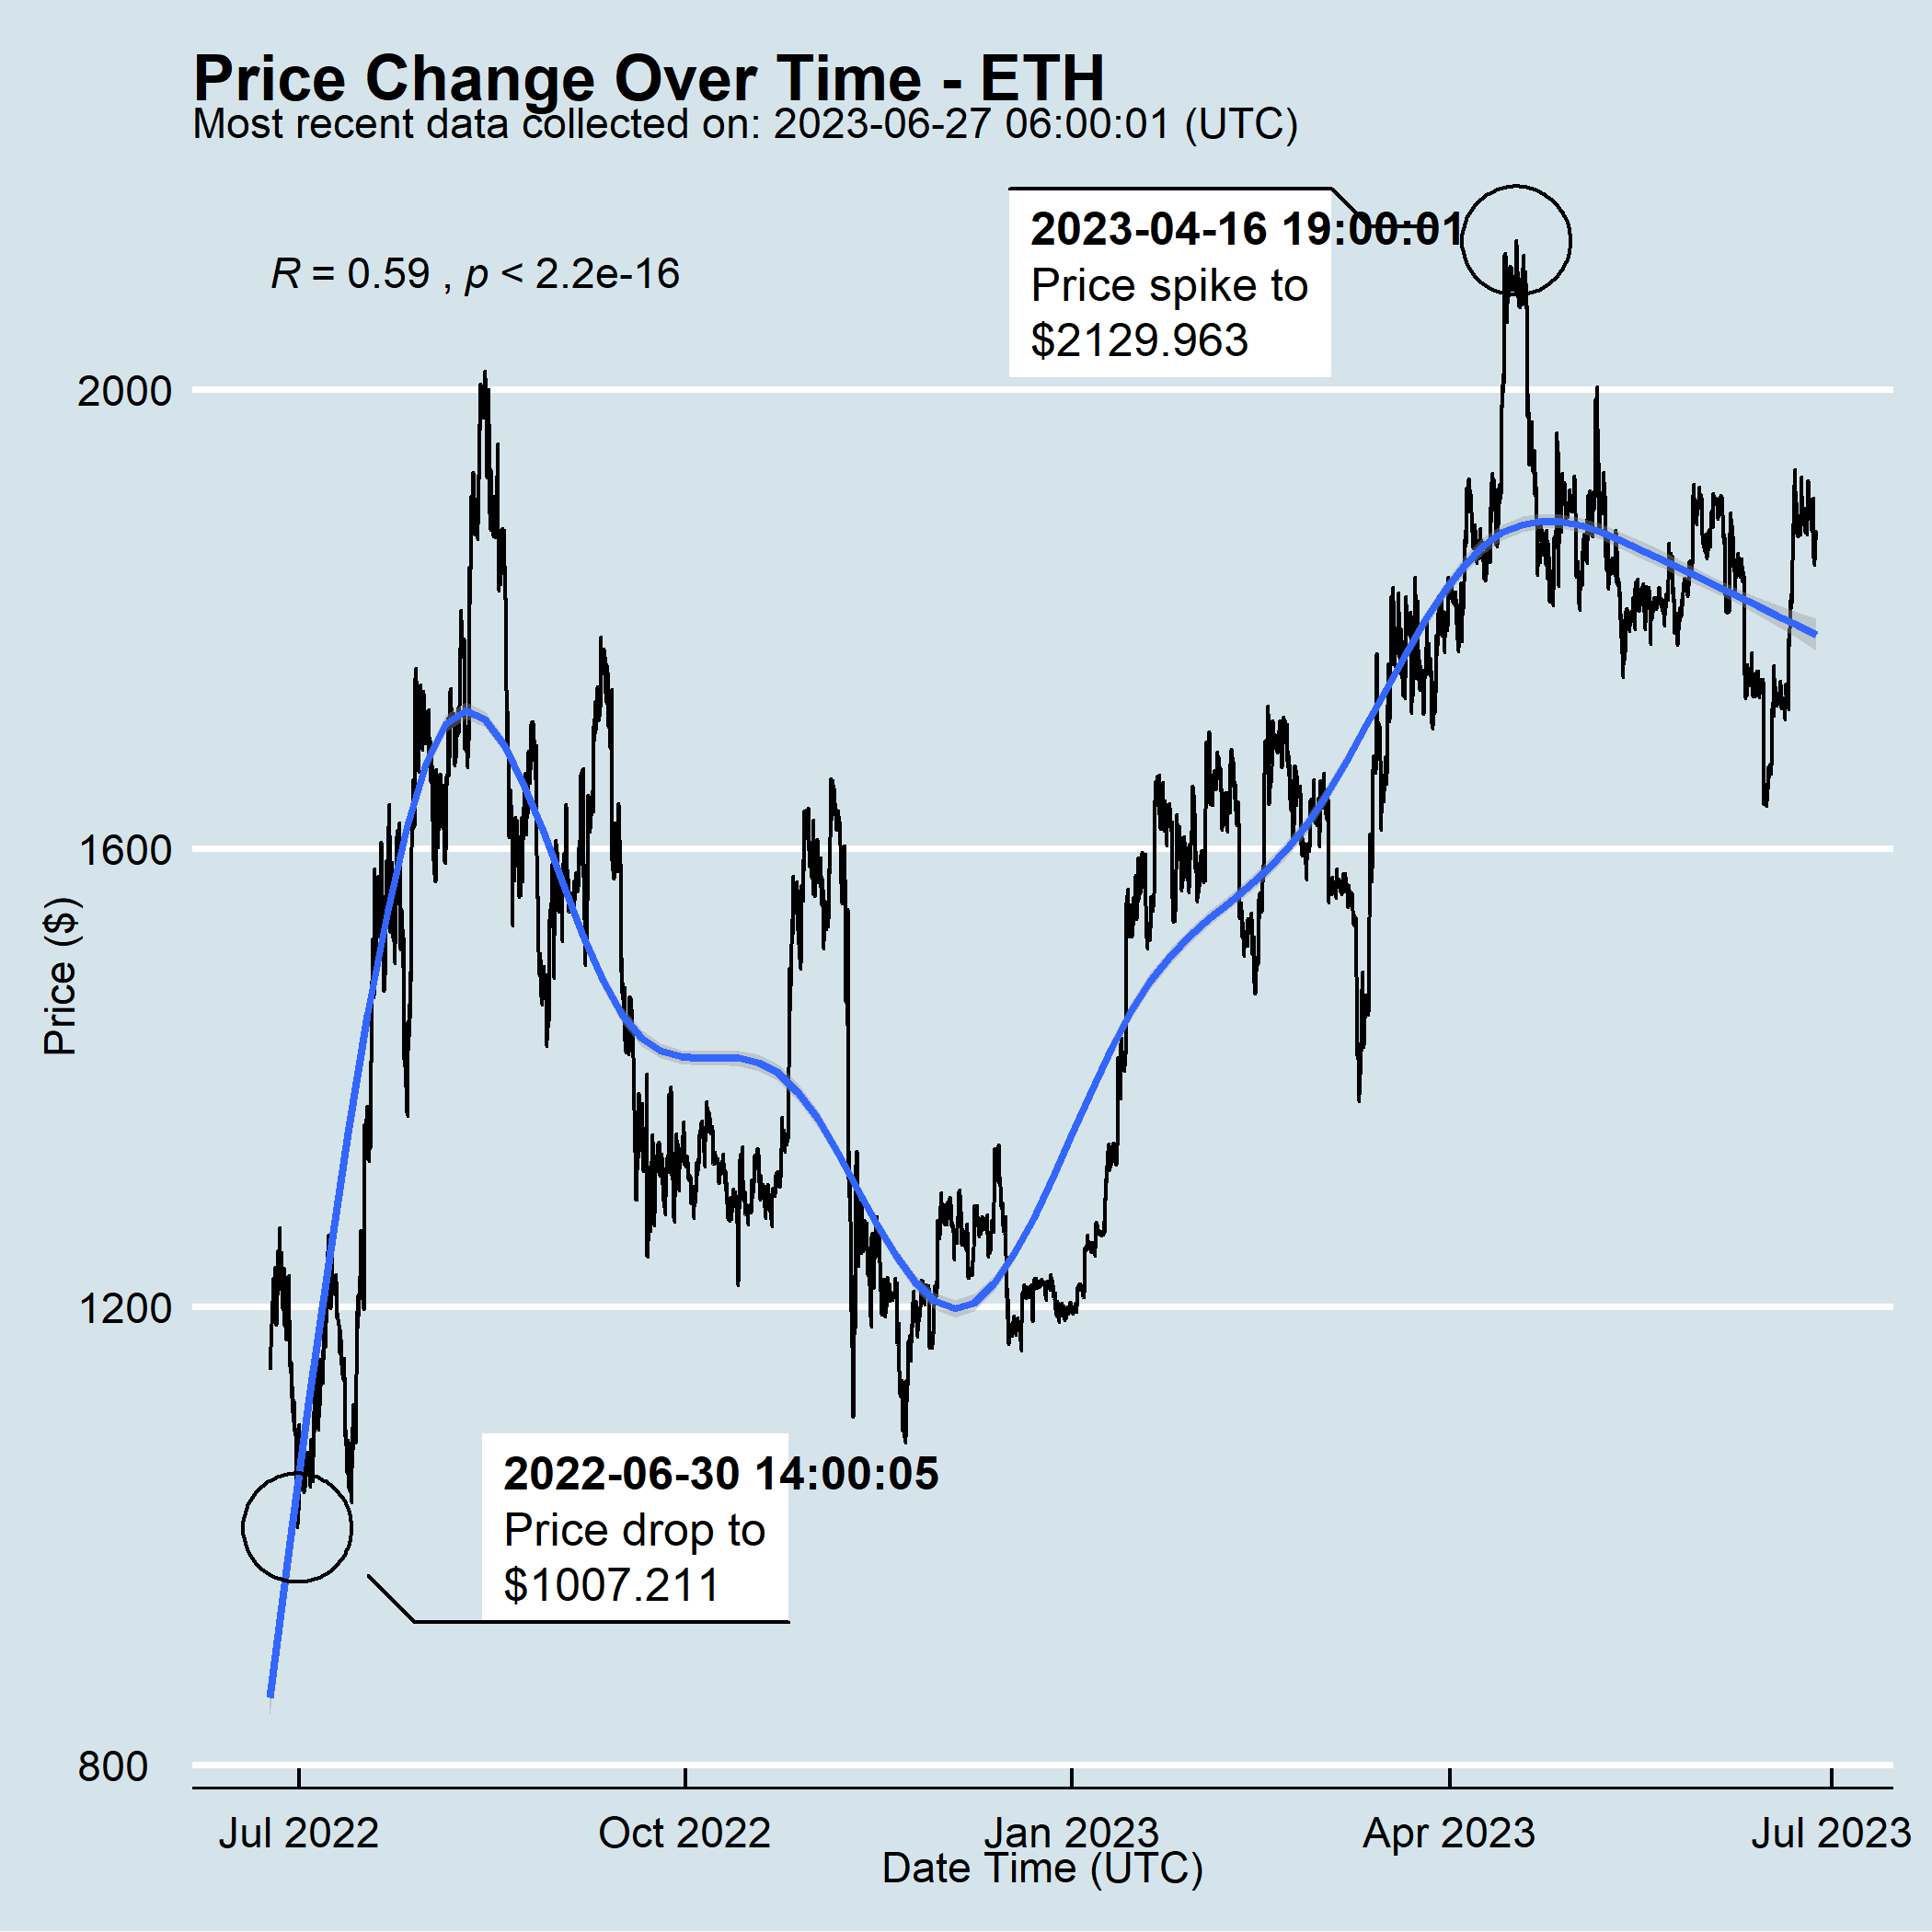 Price Change Over Time - ETH
Most recent data collected on: 2023-06-27 06:00:01 (UTC)
2023-04-16 19:00:01
Price spike to
$2129.963
R = 0.59 , p < 2.2e-16
2000
1600
1200
800
Price ($)
2022-06-30 14:00:05
Price drop to
$1007.211
Jul 2022
Oct 2022
Jan 2023
Apr 2023
Jul 2023
Date Time (UTC)